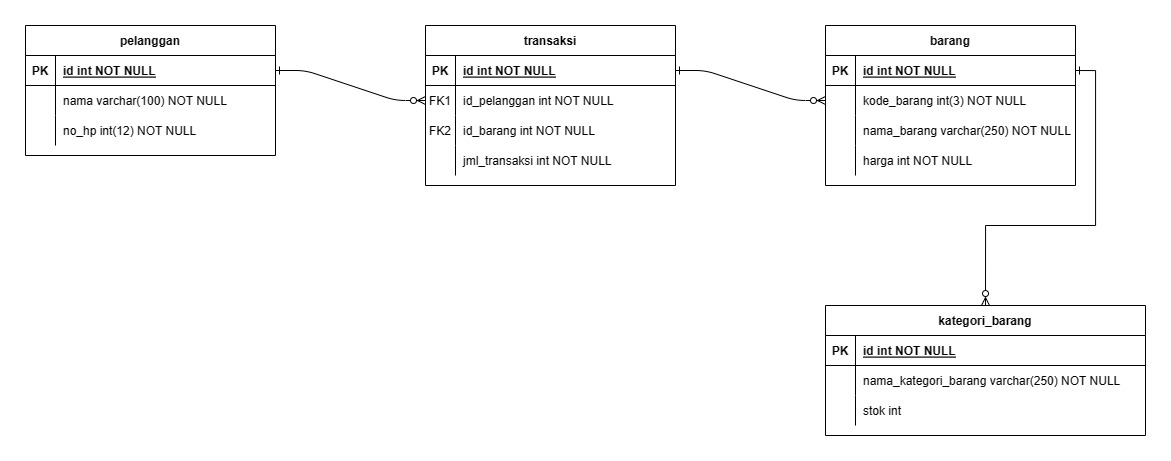 pelanggan
PK id int NOT NULL
nama varchar(100) NOT NULL
no_hp int(12) NOT NULL
transaksi
PK id int NOT NULL
FK1 id_pelanggan int NOT NULL
FK2 id_barang int NOT NULL
jml_transaksi int NOT NULL
barang
PK id int NOT NULL
kode_barang int(3) NOT NULL
nama_barang varchar(250) NOT NULL
harga int NOT NULL
kategori_barang
PK id int NOT NULL
nama_kategori_barang varchar(250) NOT NULL
stok int